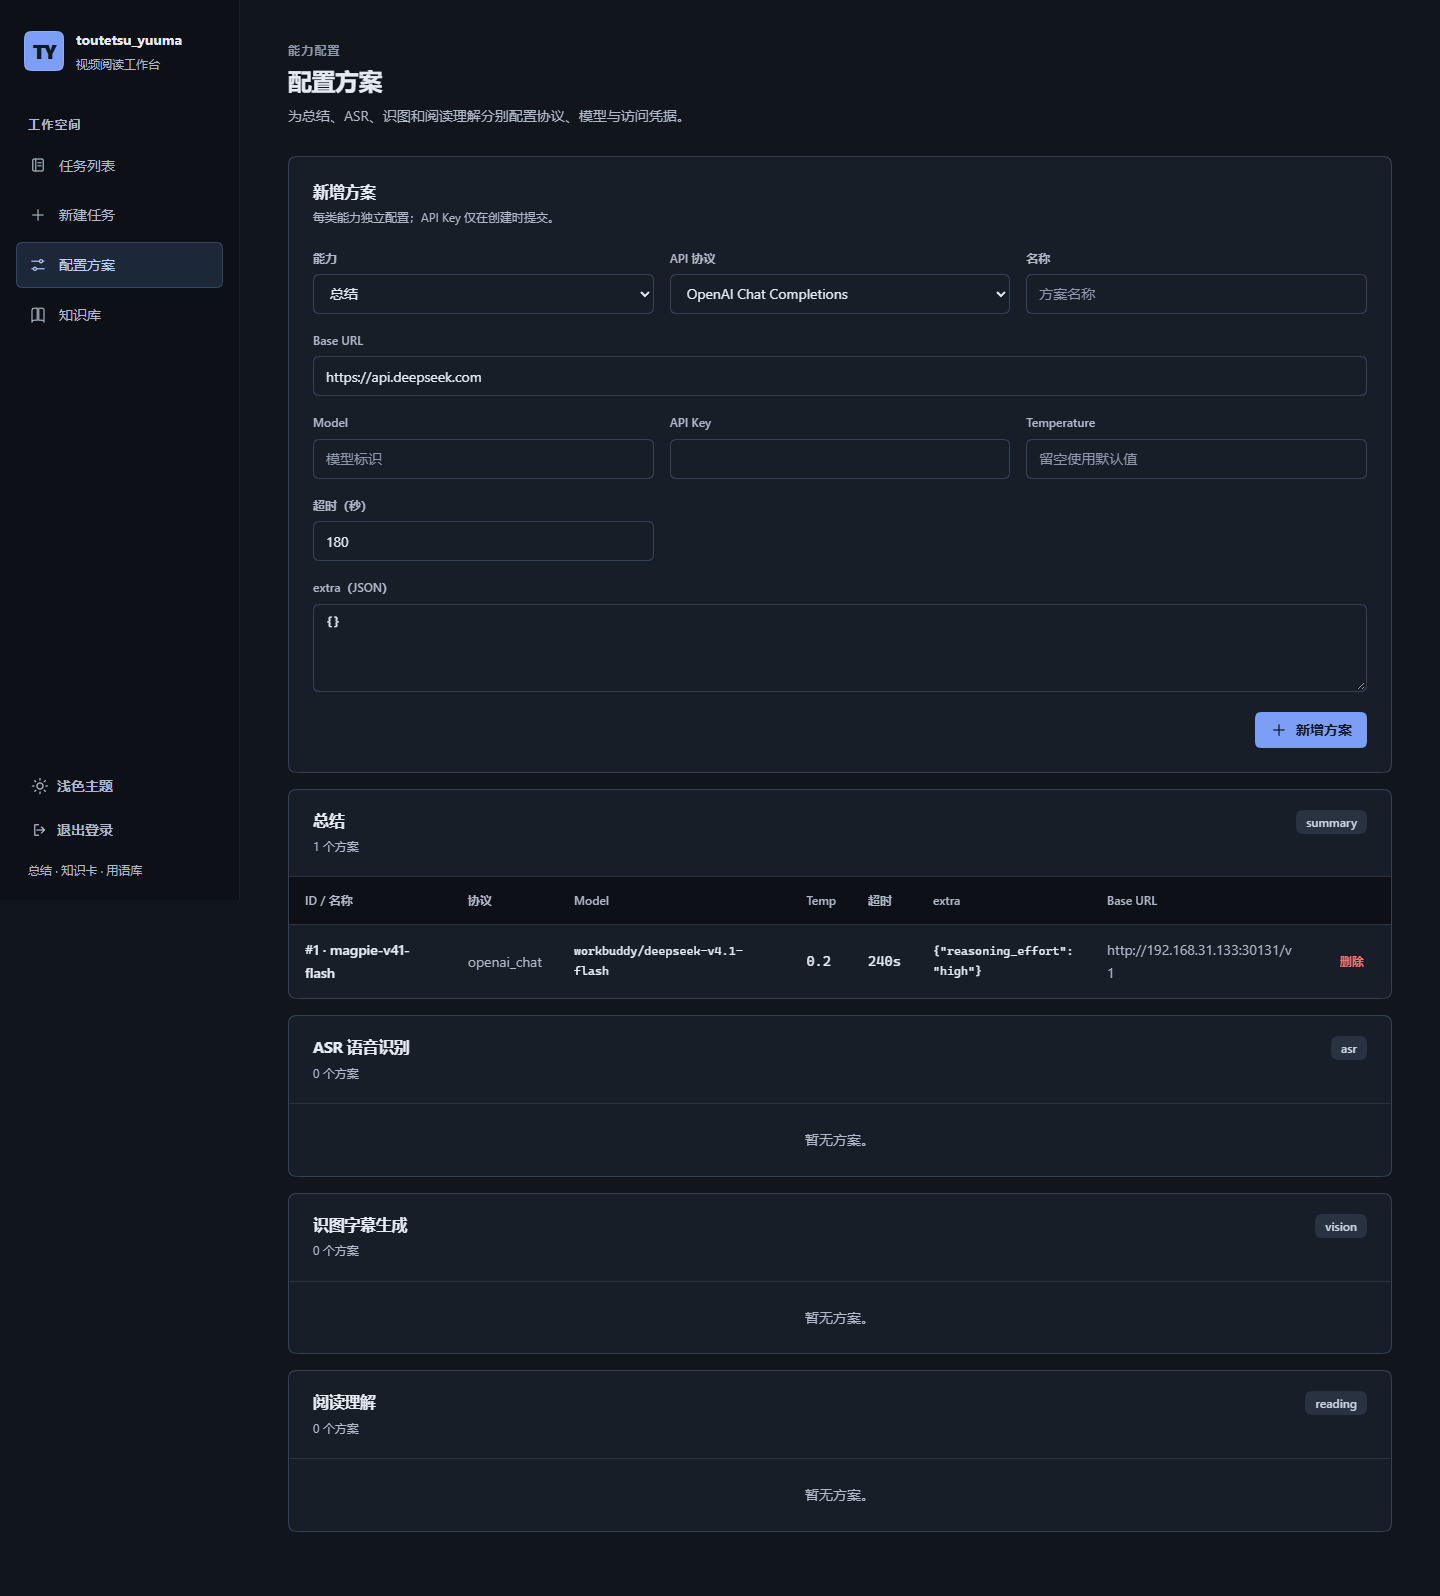 TY
toutetsu_yuuma
视频阅读工作台
工作空间
任务列表
新建任务
配置方案
知识库
浅色主题
退出登录
总结 · 知识卡 · 用语库
能力配置
配置方案
为总结、ASR、识图和阅读理解分别配置协议、模型与访问凭据。
新增方案
每类能力独立配置；API Key 仅在创建时提交。
能力
API 协议
名称
总结
OpenAI Chat Completions
方案名称
Base URL
https://api.deepseek.com
Model
API Key
Temperature
模型标识
留空使用默认值
超时（秒）
180
extra（JSON）
{}
新增方案
总结
summary
1 个方案
ID / 名称 协议 Model Temp 超时 extra Base URL
#1 · magpie-v41-
flash
openai_chat
workbuddy/deepseek-v4.1-
flash
0.2
240s
{"reasoning_effort":
"high"}
http://192.168.31.133:30131/v
1
删除
ASR 语音识别
asr
0 个方案
暂无方案。
识图字幕生成
vision
0 个方案
暂无方案。
阅读理解
reading
0 个方案
暂无方案。